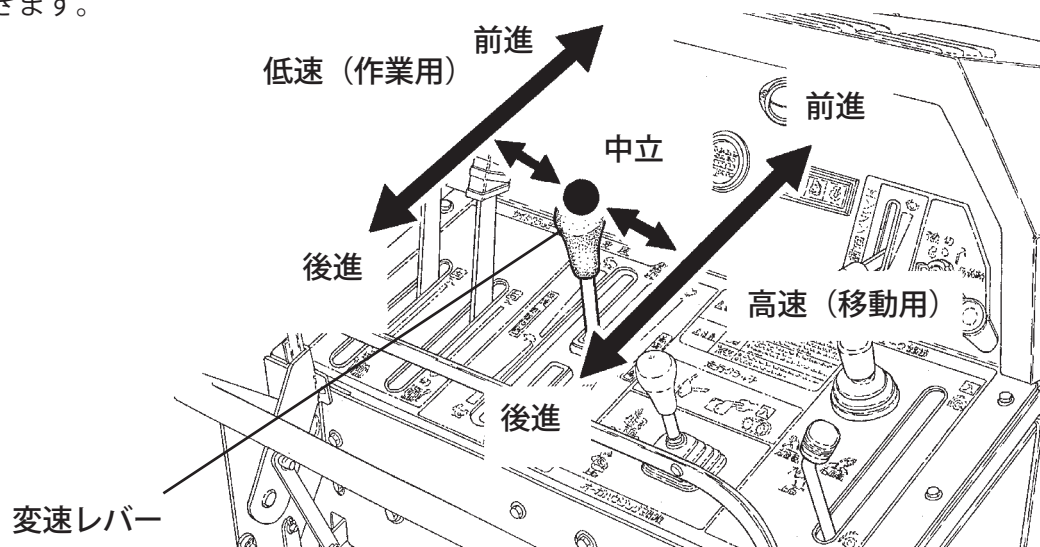 きます。
前進
低速（作業用）
前進
中立
後進
高速（移動用）
後進
変速レバー